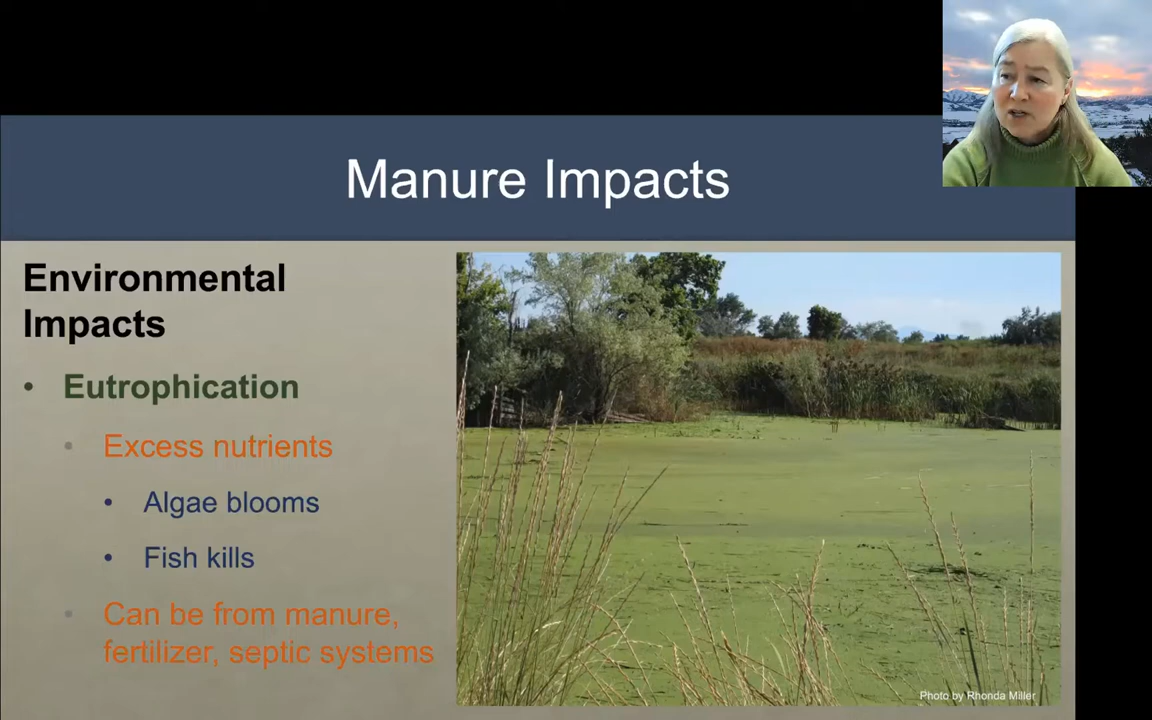 Manure Impacts
Environmental
Impacts
• Eutrophication
• Excess nutrients
• Algae blooms
• Fish kills
• Can be from manure,
fertilizer, septic systems
Photo by Rhonda Miller